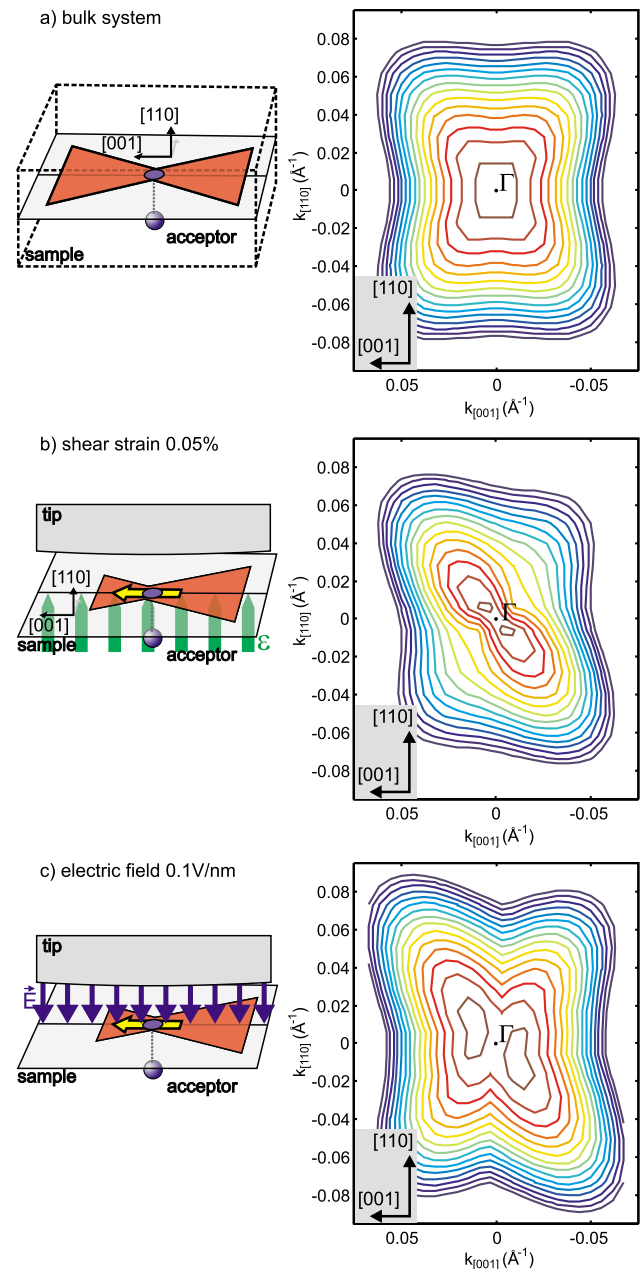 a) bulk system
[110]
[001]
acceptor
sample
0.08
0.06
0.04
0.02
0
-0.02
-0.04
-0.06
-0.08
k[110] (Å-1)
Γ
[110]
[001]
0.05 0 -0.05
k[001] (Å-1)
b) shear strain 0.05%
tip
[110]
[001]
sample
acceptor
ε
0.08
0.06
0.04
0.02
0
-0.02
-0.04
-0.06
-0.08
k[110] (Å-1)
Γ
[110]
[001]
0.05 0 -0.05
k[001] (Å-1)
c) electric field 0.1V/nm
tip
E
sample
acceptor
0.08
0.06
0.04
0.02
0
-0.02
-0.04
-0.06
-0.08
k[110] (Å-1)
Γ
[110]
[001]
0.05 0 -0.05
k[001] (Å-1)